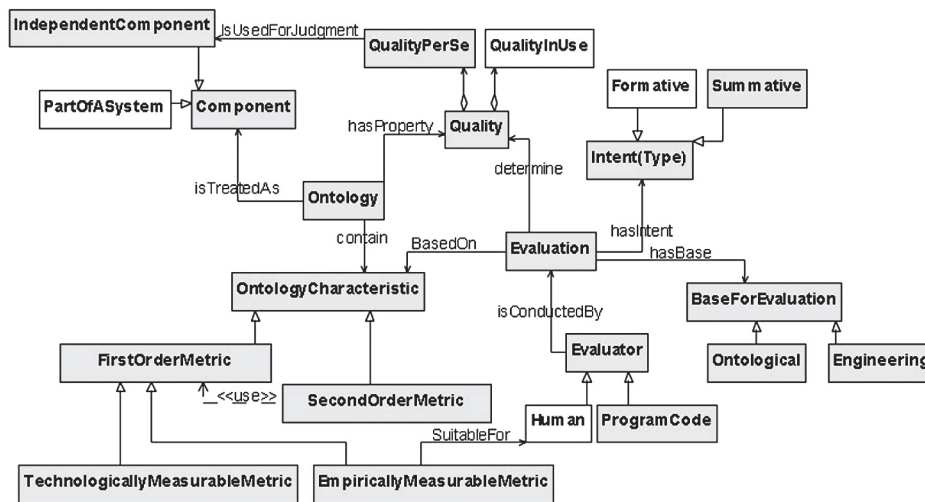 IndependentComponent
IsUsedForJudgment
QualityPerSe
QualityInUse
Formative
Summative
PartOfASystem
Component
hasProperty
Quality
Intent(Type)
determine
isTreatedAs
Ontology
contain
BasedOn
Evaluation
hasIntent
hasBase
OntologyCharacteristic
BaseForEvaluation
isConductedBy
FirstOrderMetric
Evaluator
Ontological
Engineering
<<use>>
SecondOrderMetric
Human
ProgramCode
SuitableFor
TechnologicallyMeasurableMetric
EmpiricallyMeasurableMetric